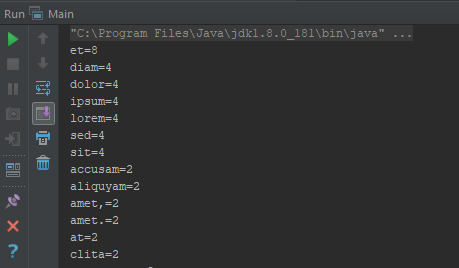 Run Main
"C:\Program Files\Java\jdk1.8.0_181\bin\java" ...
et=8
diam=4
dolor=4
ipsum=4
lorem=4
sed=4
sit=4
accusam=2
aliquyam=2
amet,=2
amet.=2
at=2
clita=2